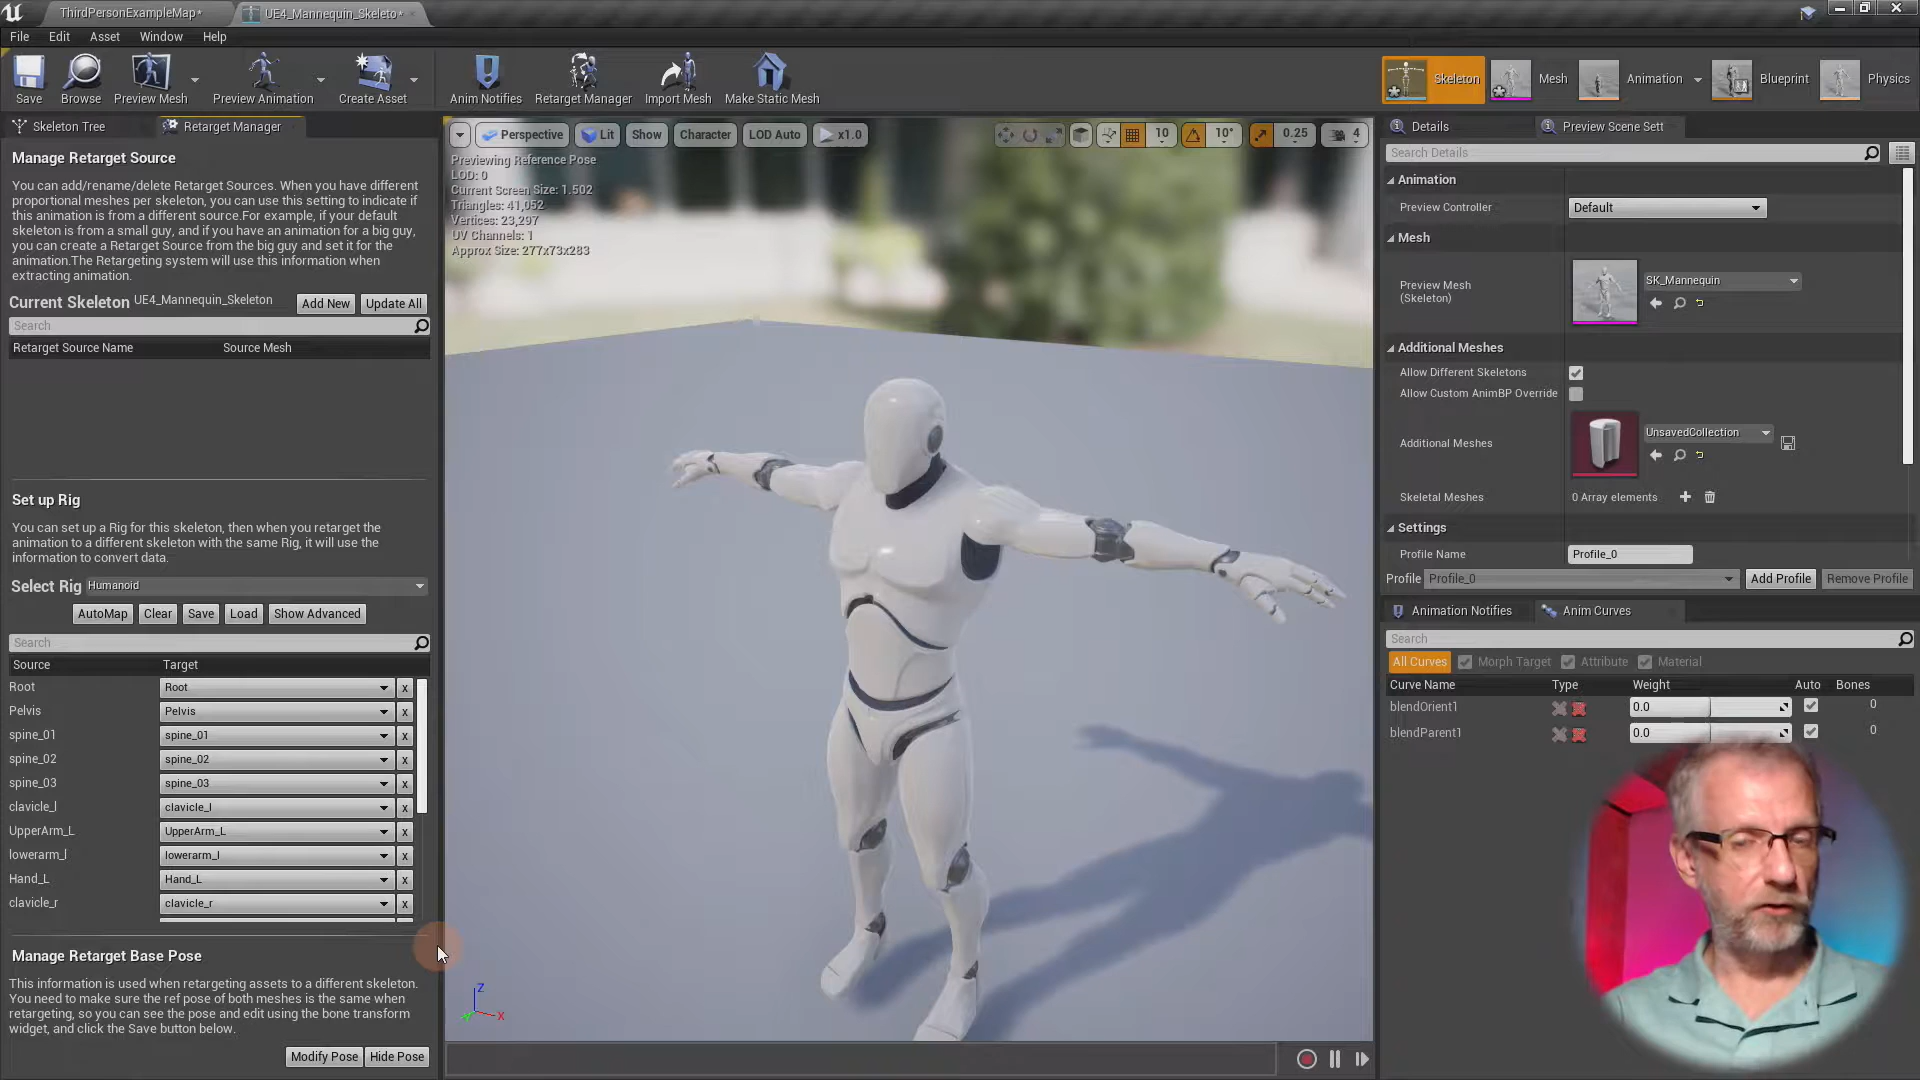 ThirdPersonExampleMap*
UE4_Mannequin_Skeleto*
File Edit Asset Window Help
Save
Browse
Preview Mesh
Preview Animation
Create Asset
Anim Notifies
Retarget Manager
Import Mesh
Make Static Mesh
Skeleton
Mesh
Animation
Blueprint
Physics
Skeleton Tree
Retarget Manager
Manage Retarget Source
You can add/rename/delete Retarget Sources. When you have different
proportional meshes per skeleton, you can use this setting to indicate if
this animation is from a different source.For example, if your default
skeleton is from a small guy, and if you have an animation for a big guy,
you can create a Retarget Source from the big guy and set it for the
animation.The Retargeting system will use this information when
extracting animation.
Current Skeleton UE4_Mannequin_Skeleton Add New Update All
Search
Retarget Source Name Source Mesh
Set up Rig
You can set up a Rig for this skeleton, then when you retarget the
animation to a different skeleton with the same Rig, it will use the
information to convert data.
Select Rig Humanoid
AutoMap Clear Save Load Show Advanced
Search
Source Target
Root Root x
Pelvis Pelvis x
spine_01 spine_01 x
spine_02 spine_02 x
spine_03 spine_03 x
clavicle_l clavicle_l x
UpperArm_L UpperArm_L x
lowerarm_l lowerarm_l x
Hand_L Hand_L x
clavicle_r clavicle_r x
Manage Retarget Base Pose
This information is used when retargeting assets to a different skeleton.
You need to make sure the ref pose of both meshes is the same when
retargeting, so you can see the pose and edit using the bone transform
widget, and click the Save button below.
Modify Pose Hide Pose
Perspective Lit Show Character LOD Auto x1.0 10 10° 0.25 4
Previewing Reference Pose
LOD: 0
Current Screen Size: 1.502
Triangles: 41,052
Vertices: 23,297
UV Channels: 1
Approx Size: 277x73x283
Z
X
Y
Details Preview Scene Sett
Search Details
Animation
Preview Controller Default
Mesh
Preview Mesh
(Skeleton)
SK_Mannequin
Additional Meshes
Allow Different Skeletons
Allow Custom AnimBP Override
Additional Meshes UnsavedCollection
Skeletal Meshes 0 Array elements
Settings
Profile Name Profile_0
Profile Profile_0 Add Profile Remove Profile
Animation Notifies Anim Curves
Search
All Curves Morph Target Attribute Material
Curve Name Type Weight Auto Bones
blendOrient1 0.0 0
blendParent1 0.0 0